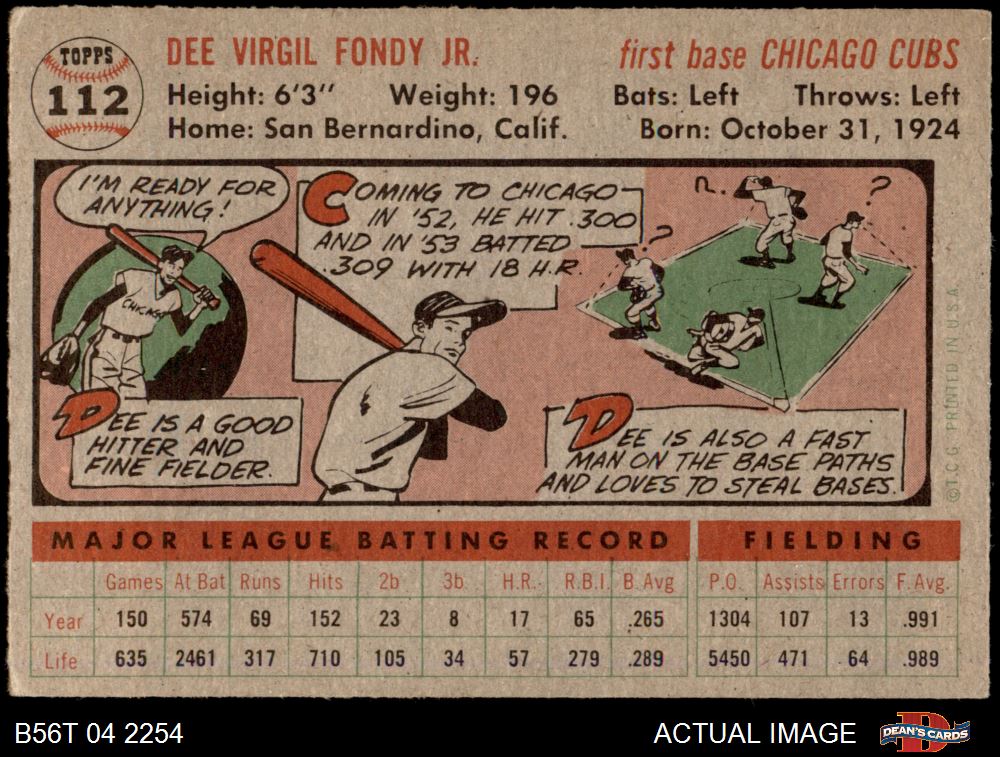 TOPPS
112
DEE VIRGIL FONDY JR.
first base CHICAGO CUBS
Height: 6'3" Weight: 196 Bats: Left Throws: Left
Home: San Bernardino, Calif. Born: October 31, 1924
I'M READY FOR
ANYTHING!
CHICAGO
DEE IS A GOOD
HITTER AND
FINE FIELDER.
COMING TO CHICAGO
IN '52, HE HIT .300
AND IN '53 BATTED
.309 WITH 18 H.R.
?
?
?
DEE IS ALSO A FAST
MAN ON THE BASE PATHS
AND LOVES TO STEAL BASES.
©T.C.G. PRINTED IN U.S.A.
MAJOR LEAGUE BATTING RECORD FIELDING
Games At Bat Runs Hits 2b 3b H.R. R.B.I. B. Avg P.O. Assists Errors F. Avg.
Year 150 574 69 152 23 8 17 65 .265 1304 107 13 .991
Life 635 2461 317 710 105 34 57 279 .289 5450 471 64 .989
B56T 04 2254
ACTUAL IMAGE
D
DEAN'S CARDS